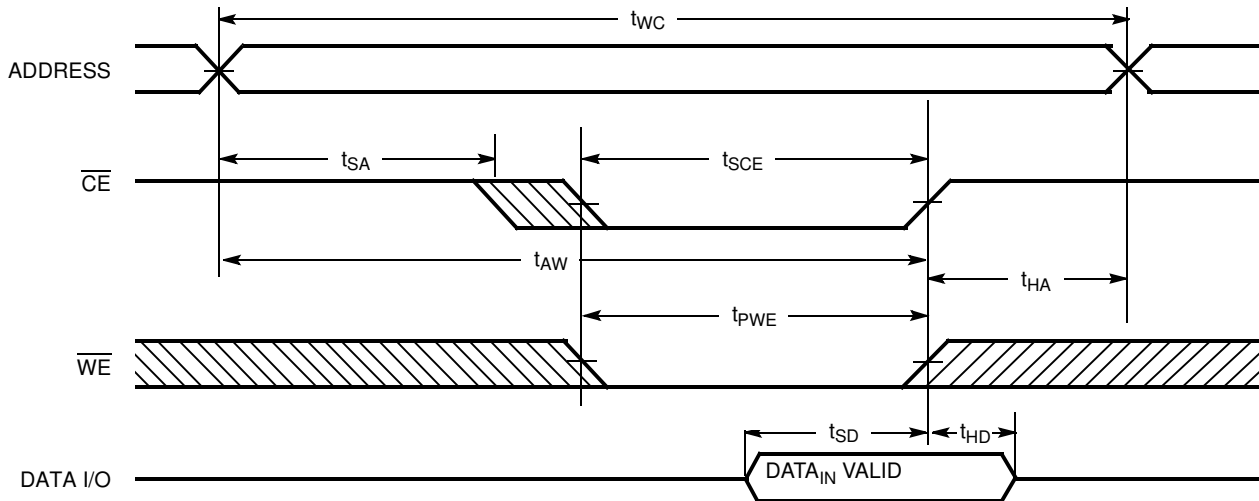 tWC
ADDRESS
tSA
tSCE
CE
tAW
tHA
tPWE
WE
tSD
tHD
DATA I/O
DATAIN VALID